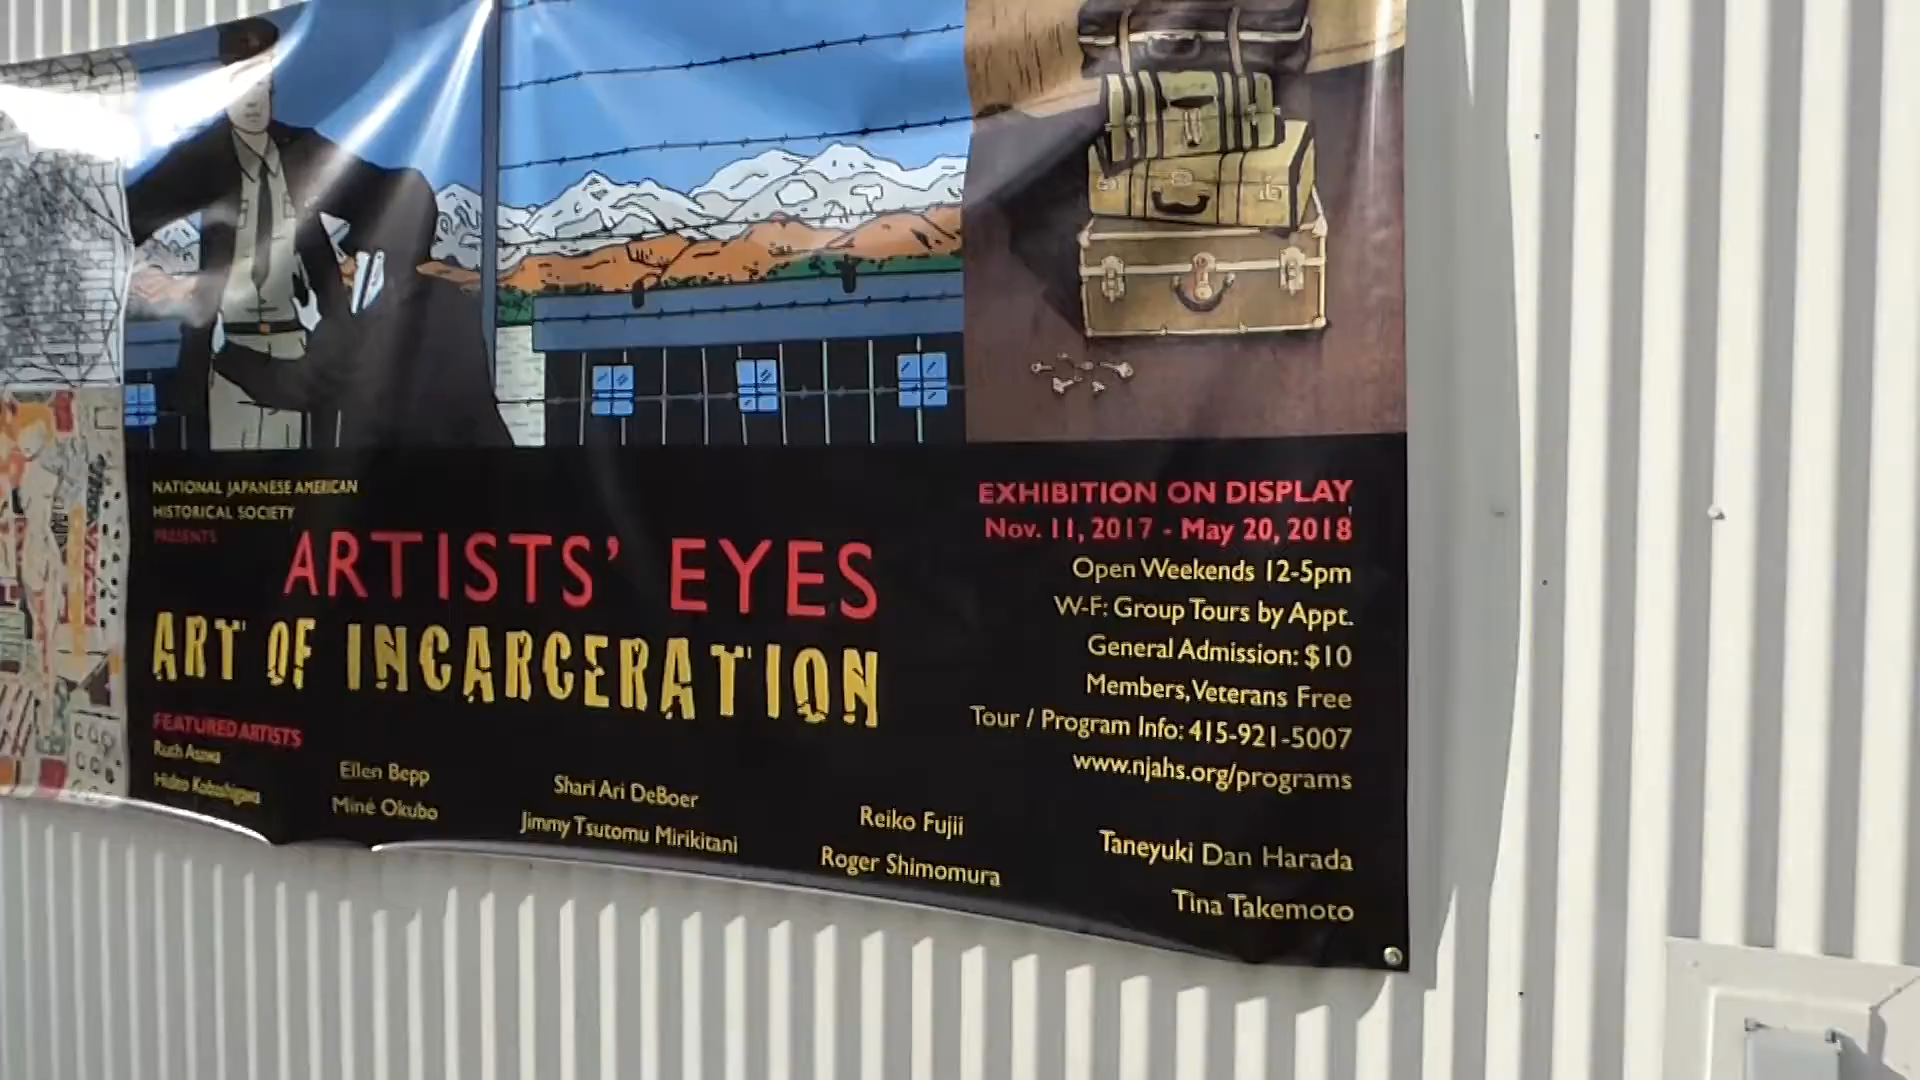 NATIONAL JAPANESE AMERICAN
HISTORICAL SOCIETY
PRESENTS
ARTISTS' EYES
ART OF INCARCERATION
EXHIBITION ON DISPLAY
Nov. 11, 2017 - May 20, 2018
Open Weekends 12-5pm
W-F: Group Tours by Appt.
General Admission: $10
Members, Veterans Free
Tour / Program Info: 415-921-5007
www.njahs.org/programs
FEATURED ARTISTS
Ruth Asawa
Hideo Kobashigawa
Ellen Bepp
Miné Okubo
Shari Ari DeBoer
Jimmy Tsutomu Mirikitani
Reiko Fujii
Roger Shimomura
Taneyuki Dan Harada
Tina Takemoto